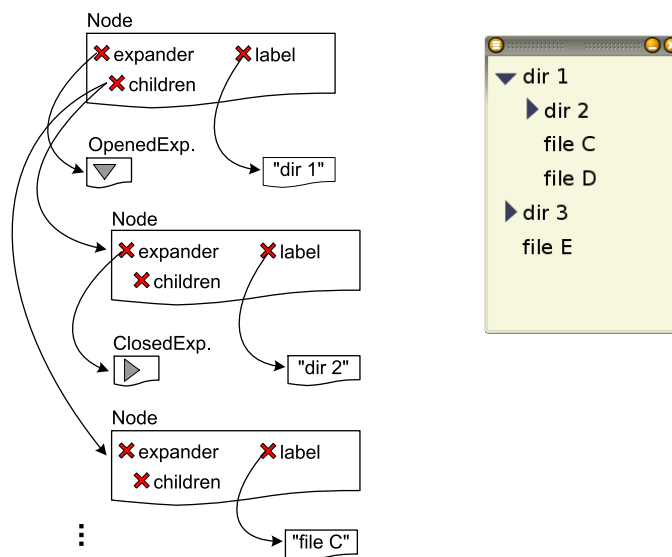 Node
expander label
children
OpenedExp.
"dir 1"
Node
expander label
children
ClosedExp.
"dir 2"
Node
expander label
children
"file C"
dir 1
dir 2
file C
file D
dir 3
file E